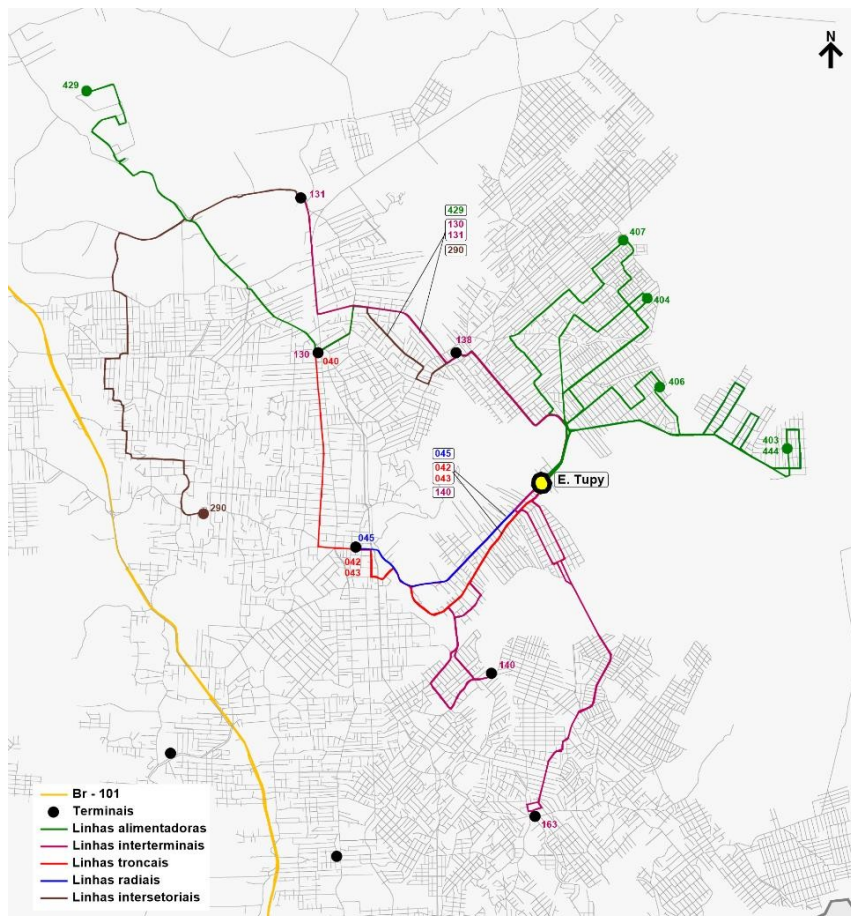 N
429
131
429
130
131
290
407
404
138
130
040
406
403
444
045
042
043
140
E. Tupy
290
045
042
043
140
163
Br - 101
Terminais
Linhas alimentadoras
Linhas interterminais
Linhas troncais
Linhas radiais
Linhas intersetoriais